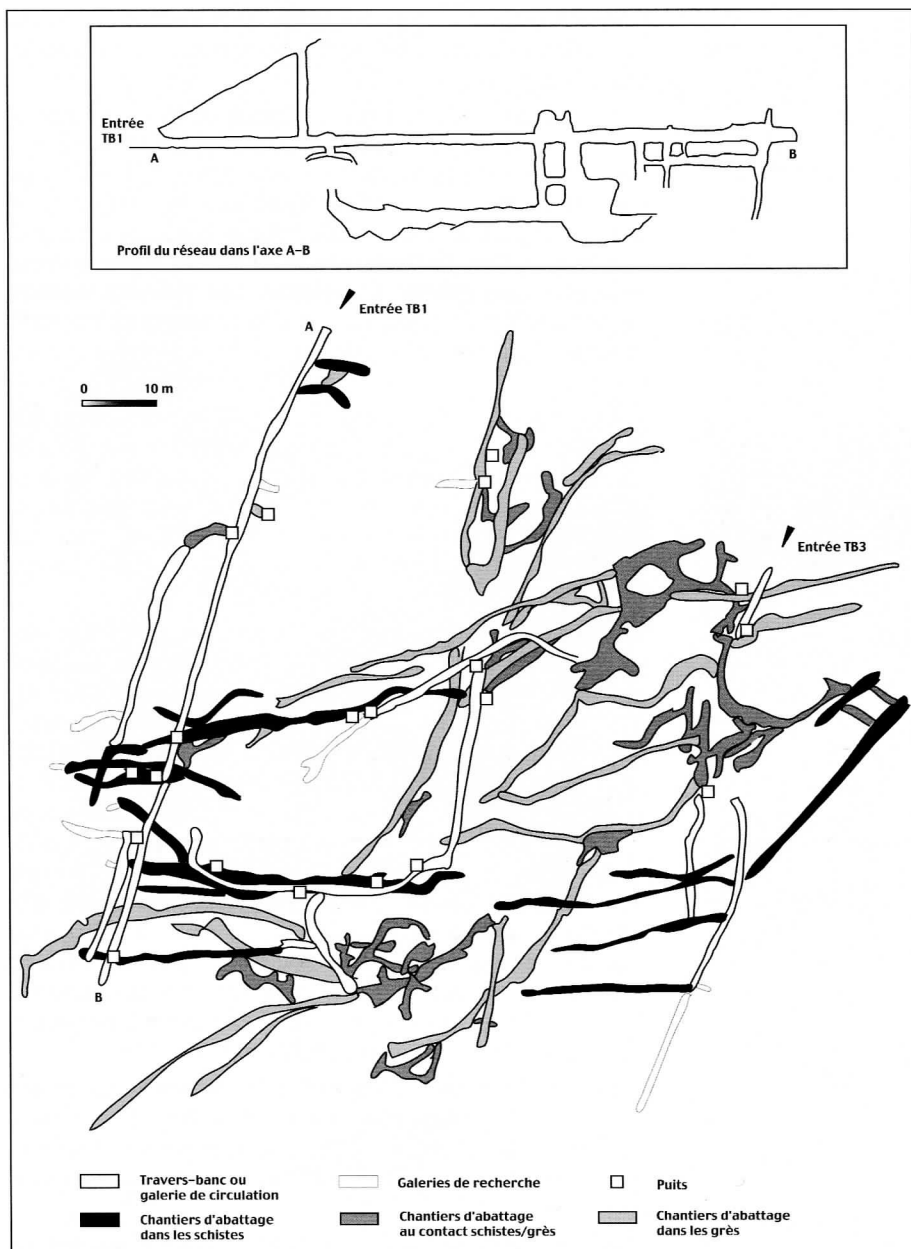 Entrée
TB1
A
B
Profil du réseau dans l'axe A–B
Entrée TB1
A
0 10 m
Entrée TB3
B
Travers–banc ou
galerie de circulation
Galeries de recherche
Puits
Chantiers d'abattage
dans les schistes
Chantiers d'abattage
au contact schistes/grès
Chantiers d'abattage
dans les grès